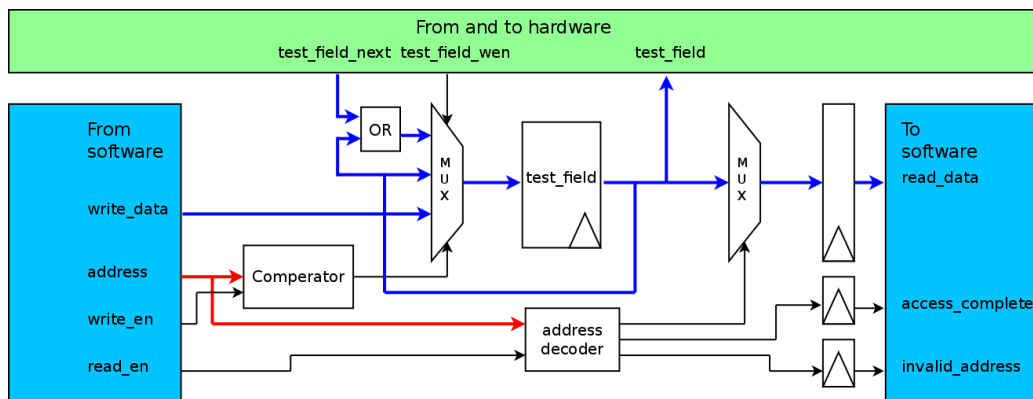 From and to hardware
test_field_next
test_field_wen
test_field
From
software
OR
M
U
X
test_field
M
U
X
To
software
read_data
write_data
address
Comperator
write_en
address
decoder
access_complete
read_en
invalid_address